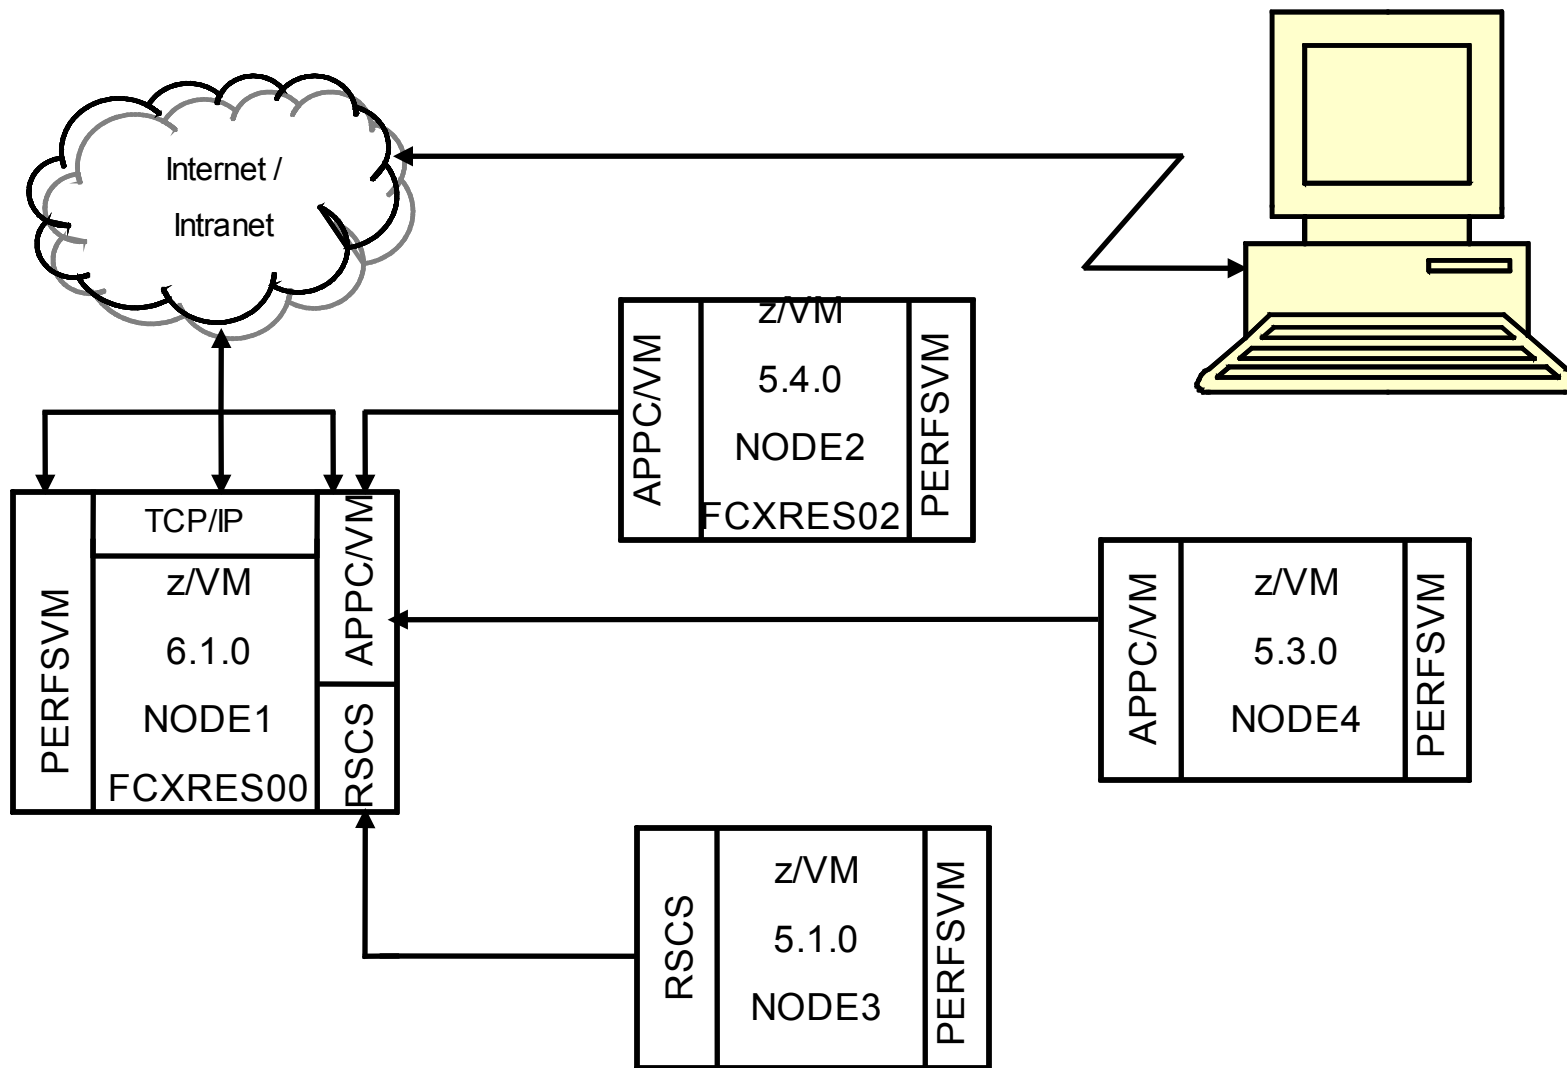 Internet /
Intranet
APPC/VM
z/VM
5.4.0
NODE2
FCXRES02
PERFSVM
PERFSVM
TCP/IP
z/VM
6.1.0
NODE1
FCXRES00
APPC/VM
RSCS
APPC/VM
z/VM
5.3.0
NODE4
PERFSVM
RSCS
z/VM
5.1.0
NODE3
PERFSVM